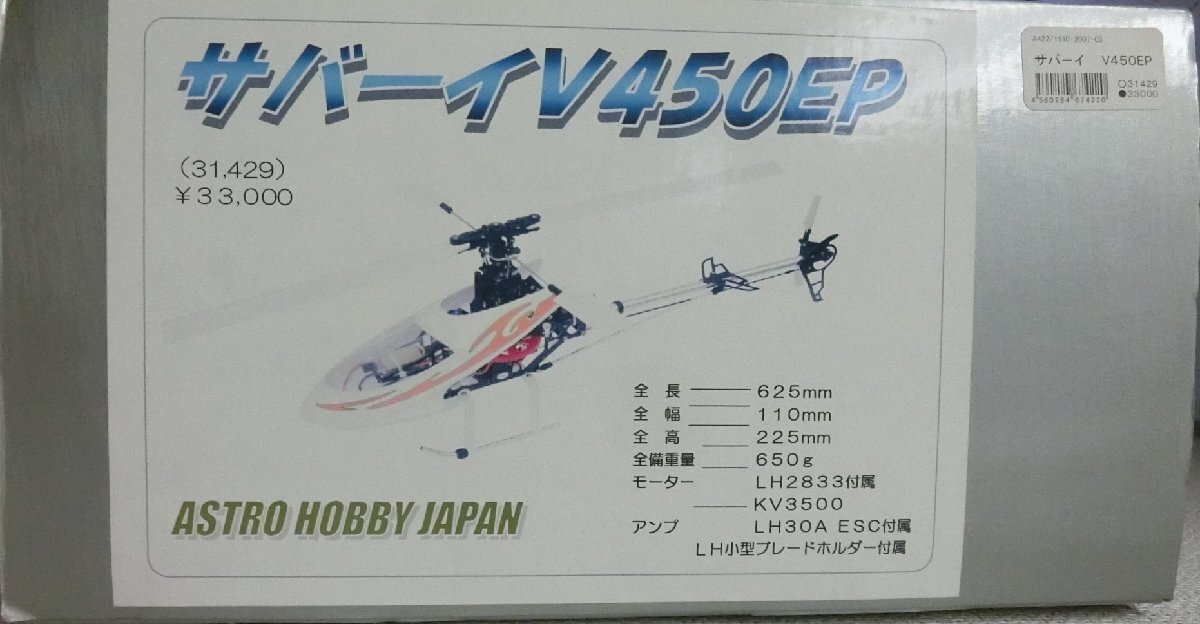 サバーイV450EP
(31,429)
￥33,000
全 長 625mm
全 幅 110mm
全 高 225mm
全備重量 650g
モーター LH2833付属
KV3500
アンプ LH30A ESC付属
LH小型ブレードホルダー付属
ASTRO HOBBY JAPAN
サバーイ V450EP
○31429
●33000